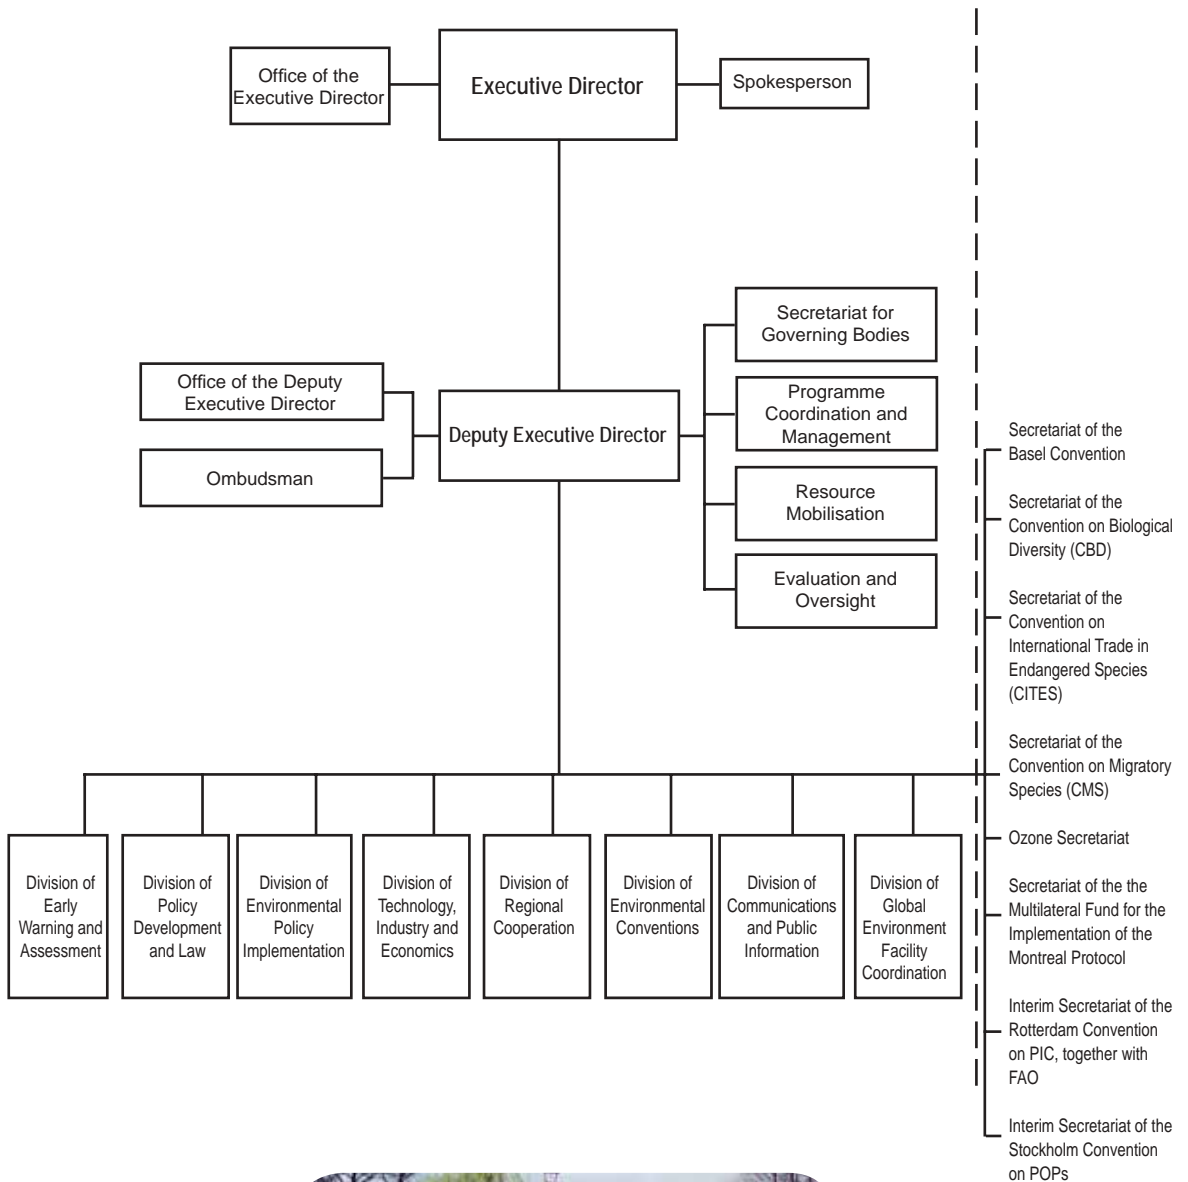 Office of the
Executive Director
Executive Director
Spokesperson
Secretariat for
Governing Bodies
Office of the Deputy
Executive Director
Programme
Coordination and
Management
Deputy Executive Director
Ombudsman
Resource
Mobilisation
Evaluation and
Oversight
Division of
Early
Warning and
Assessment
Division of
Policy
Development
and Law
Division of
Environmental
Policy
Implementation
Division of
Technology,
Industry and
Economics
Division of
Regional
Cooperation
Division of
Environmental
Conventions
Division of
Communications
and Public
Information
Division of
Global
Environment
Facility
Coordination
Secretariat of the
Basel Convention
Secretariat of the
Convention on Biological
Diversity (CBD)
Secretariat of the
Convention on
International Trade in
Endangered Species
(CITES)
Secretariat of the
Convention on Migratory
Species (CMS)
Ozone Secretariat
Secretariat of the the
Multilateral Fund for the
Implementation of the
Montreal Protocol
Interim Secretariat of the
Rotterdam Convention
on PIC, together with
FAO
Interim Secretariat of the
Stockholm Convention
on POPs